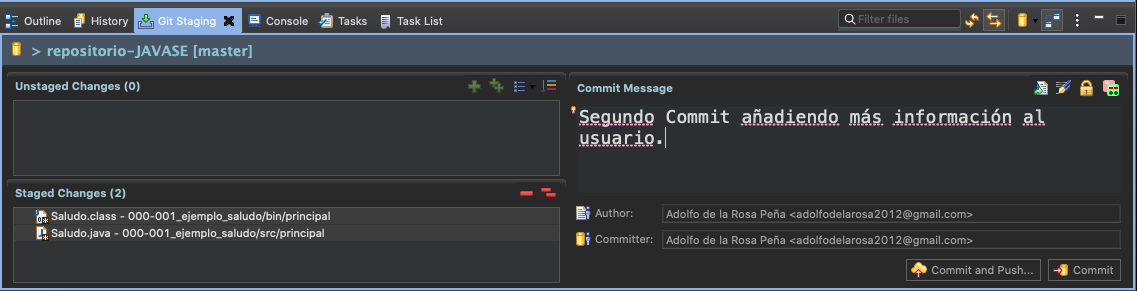 Outline History Git Staging Console Tasks Task List Filter files
> repositorio-JAVASE [master]
Unstaged Changes (0)
Staged Changes (2)
Saludo.class - 000-001_ejemplo_saludo/bin/principal
Saludo.java - 000-001_ejemplo_saludo/src/principal
Commit Message
Segundo Commit añadiendo más información al
usuario.
Author: Adolfo de la Rosa Peña <adolfodelarosa2012@gmail.com>
Committer: Adolfo de la Rosa Peña <adolfodelarosa2012@gmail.com>
Commit and Push... Commit